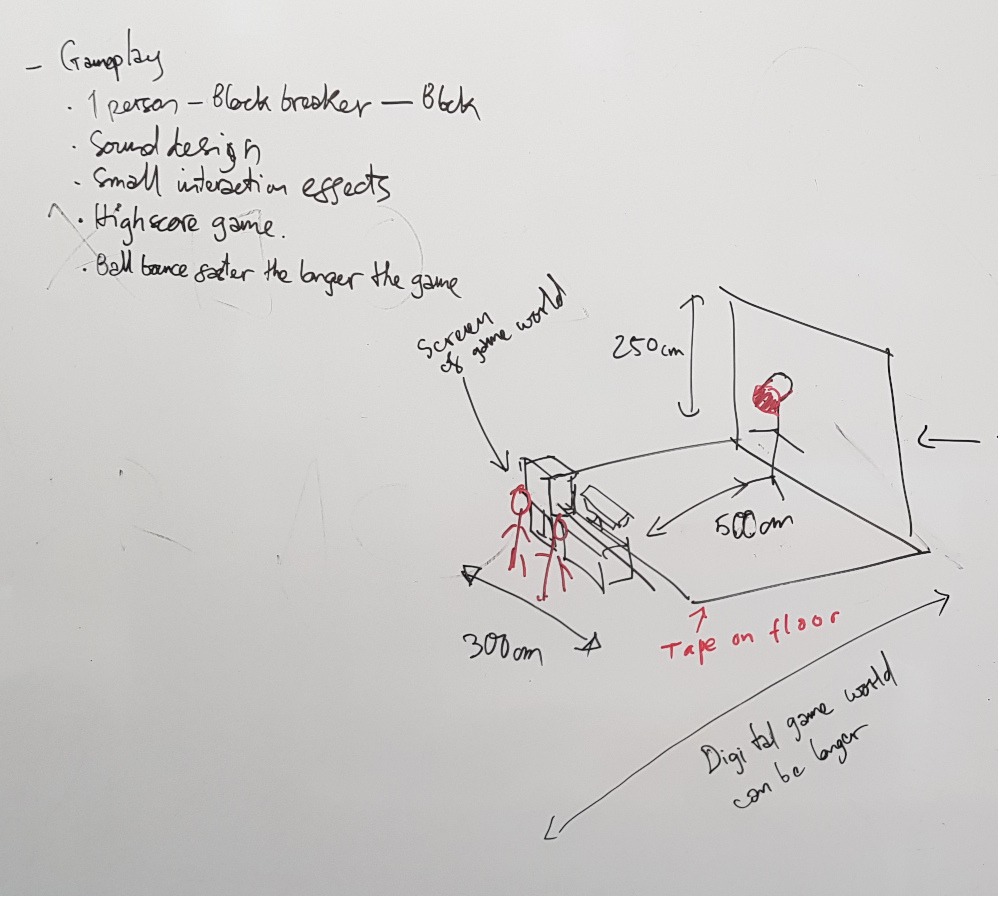 - Gameplay
· 1 person - Block breaker - Block
· Sound design
· Small interaction effects
· Highscore game.
· Ball bounce faster the longer the game
Screen
of game world
250cm
500cm
300cm
Tape on floor
Digital game world
can be longer